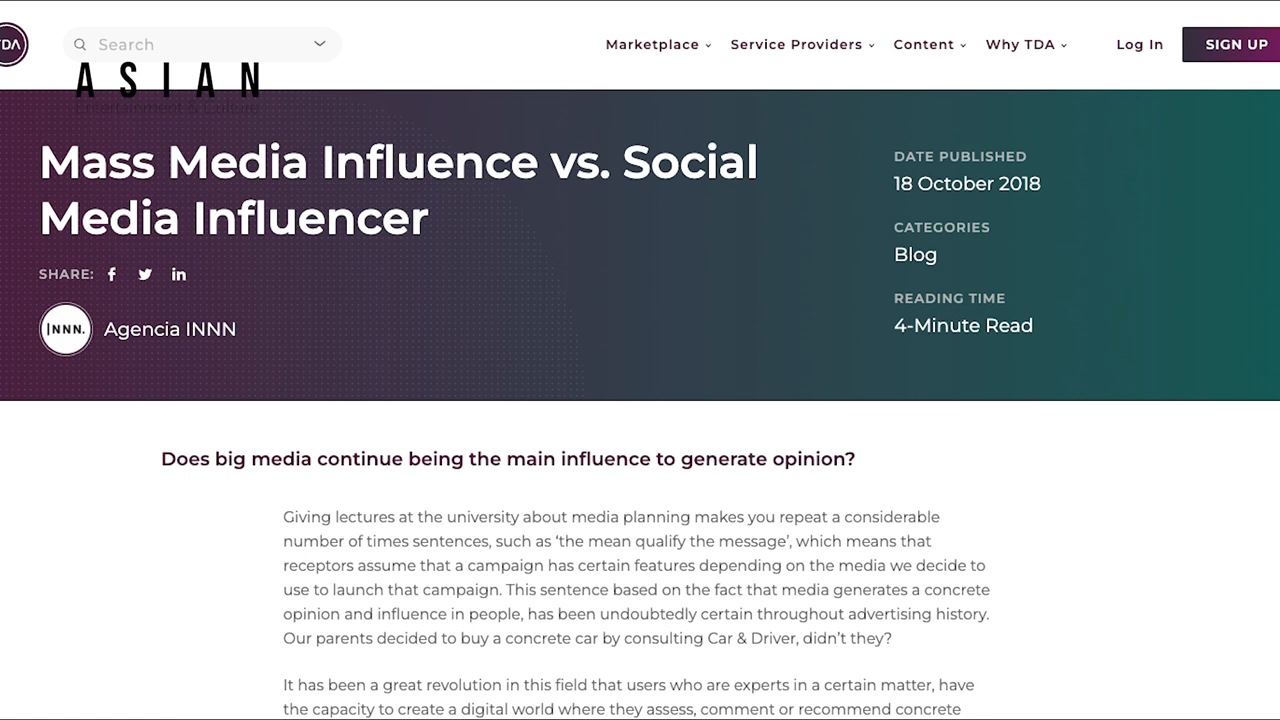 TDA
Search
Marketplace
Service Providers
Content
Why TDA
Log In
SIGN UP
ASIAN
Entertainment & Culture
Mass Media Influence vs. Social
Media Influencer
SHARE:
INNN.
Agencia INNN
DATE PUBLISHED
18 October 2018
CATEGORIES
Blog
READING TIME
4-Minute Read
Does big media continue being the main influence to generate opinion?
Giving lectures at the university about media planning makes you repeat a considerable
number of times sentences, such as ‘the mean qualify the message’, which means that
receptors assume that a campaign has certain features depending on the media we decide to
use to launch that campaign. This sentence based on the fact that media generates a concrete
opinion and influence in people, has been undoubtedly certain throughout advertising history.
Our parents decided to buy a concrete car by consulting Car & Driver, didn’t they?
It has been a great revolution in this field that users who are experts in a certain matter, have
the capacity to create a digital world where they assess, comment or recommend concrete